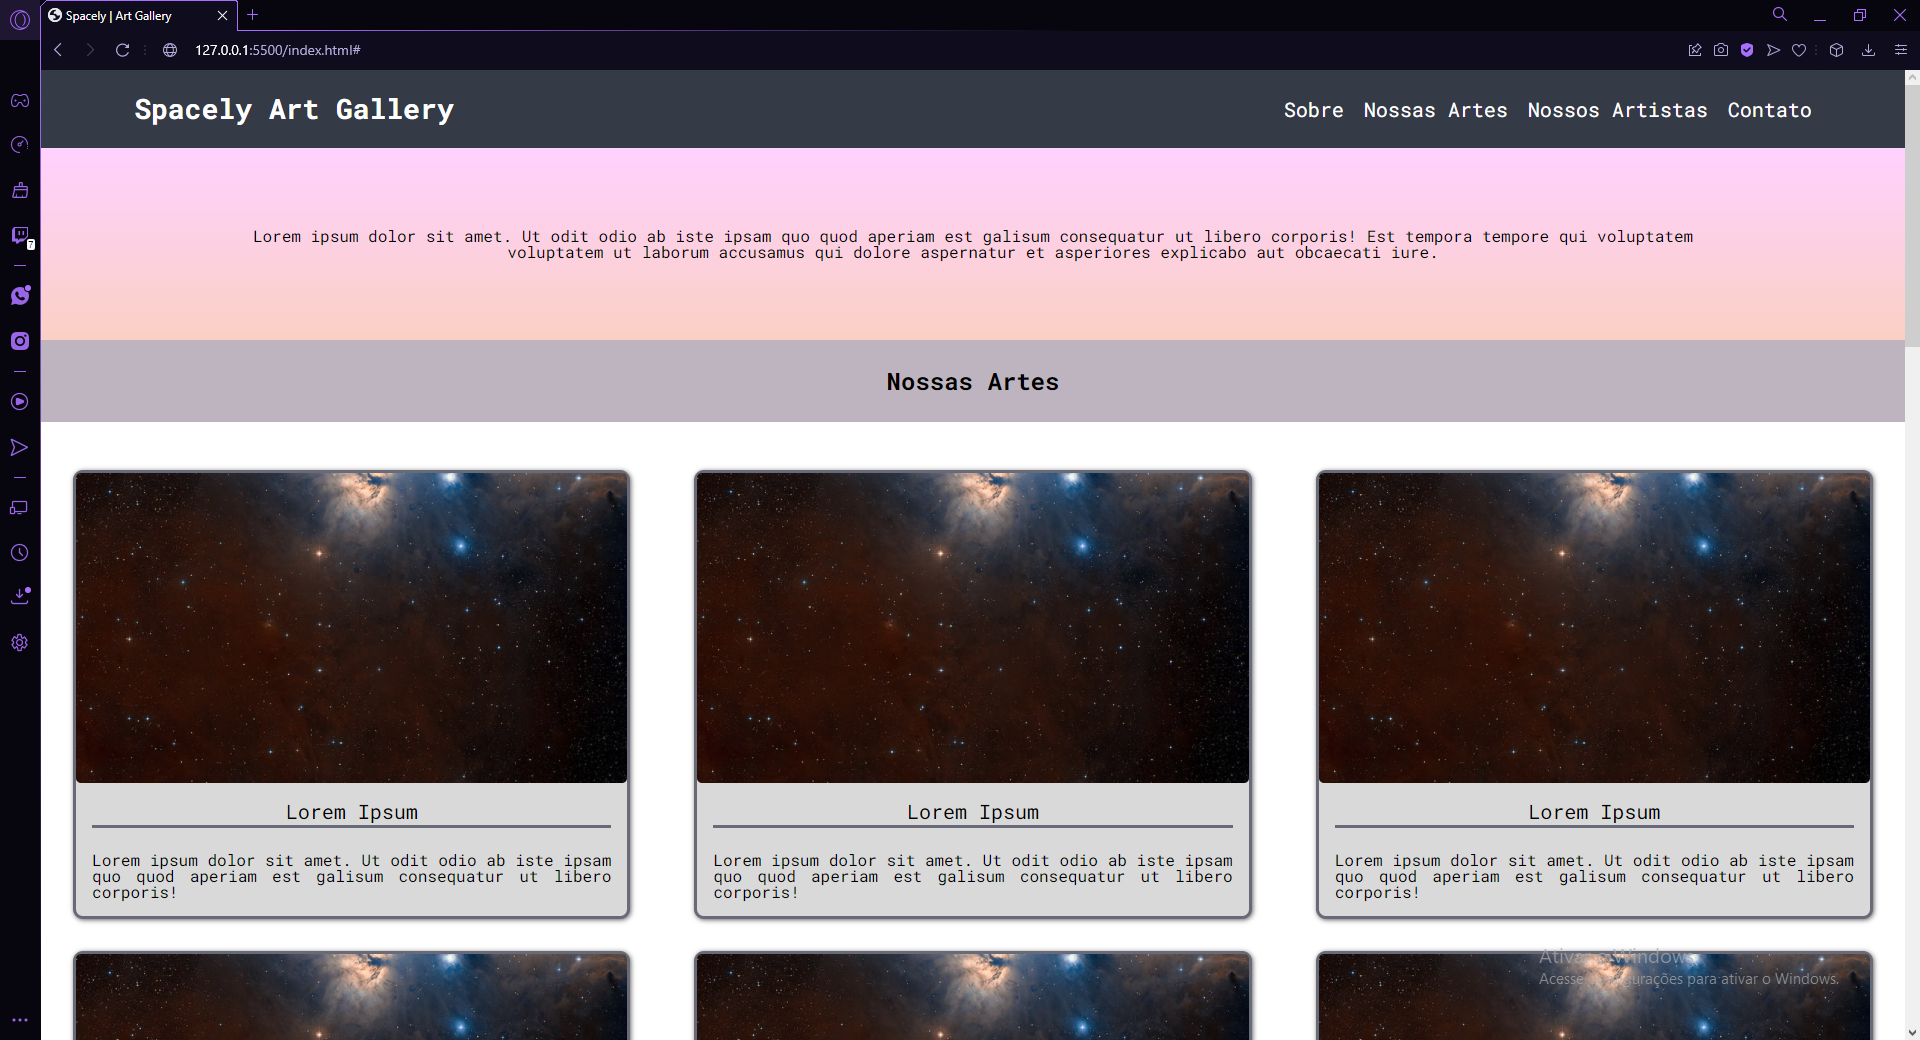 Spacely | Art Gallery
127.0.0.1:5500/index.html#
7
Spacely Art Gallery
Sobre Nossas Artes Nossos Artistas Contato
Lorem ipsum dolor sit amet. Ut odit odio ab iste ipsam quo quod aperiam est galisum consequatur ut libero corporis! Est tempora tempore qui voluptatem
voluptatem ut laborum accusamus qui dolore aspernatur et asperiores explicabo aut obcaecati iure.
Nossas Artes
Lorem Ipsum
Lorem ipsum dolor sit amet. Ut odit odio ab iste ipsam
quo quod aperiam est galisum consequatur ut libero
corporis!
Lorem Ipsum
Lorem ipsum dolor sit amet. Ut odit odio ab iste ipsam
quo quod aperiam est galisum consequatur ut libero
corporis!
Lorem Ipsum
Lorem ipsum dolor sit amet. Ut odit odio ab iste ipsam
quo quod aperiam est galisum consequatur ut libero
corporis!
Windows
para ativar o Windows.